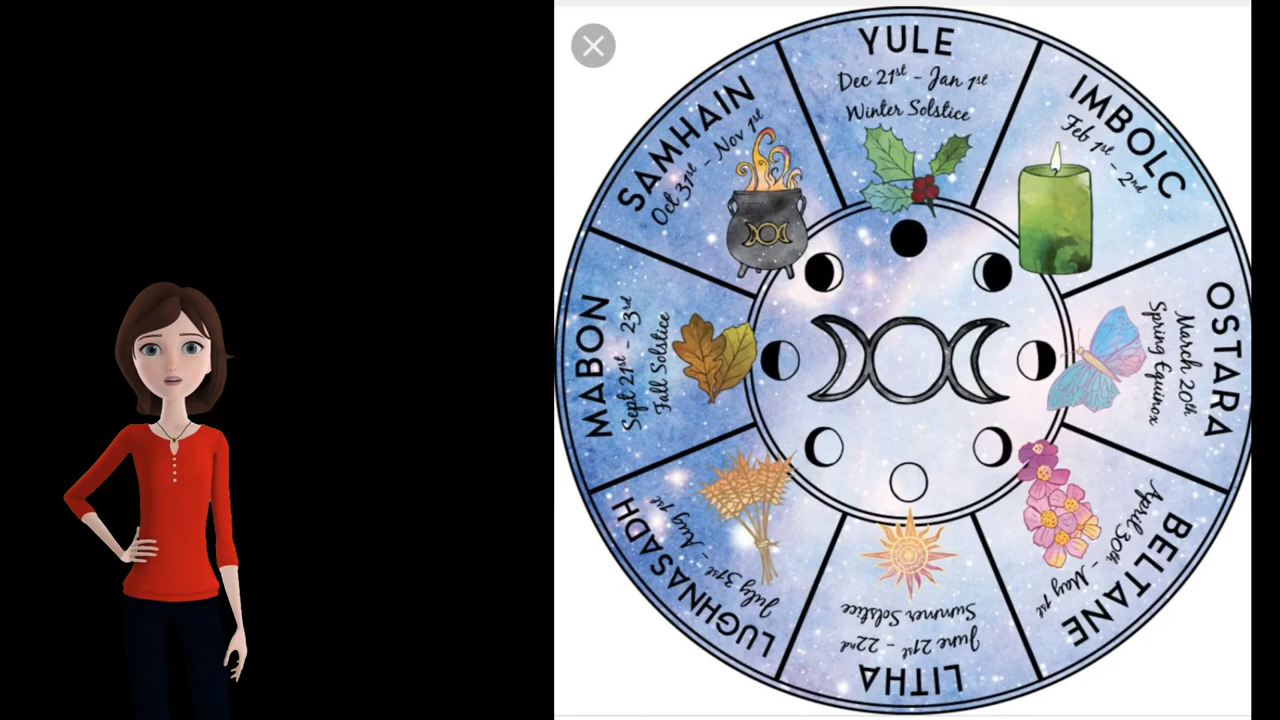 YULE
Dec 21st - Jan 1st
Winter Solstice
IMBOLC
Feb 1st - 2nd
OSTARA
March 20th
Spring Equinox
BELTANE
April 30th - May 1st
LITHA
June 21st - 22nd
Summer Solstice
LUGHNASADH
July 31st - Aug 1st
MABON
Sept 21st - 23rd
Fall Solstice
SAMHAIN
Oct 31st - Nov 1st